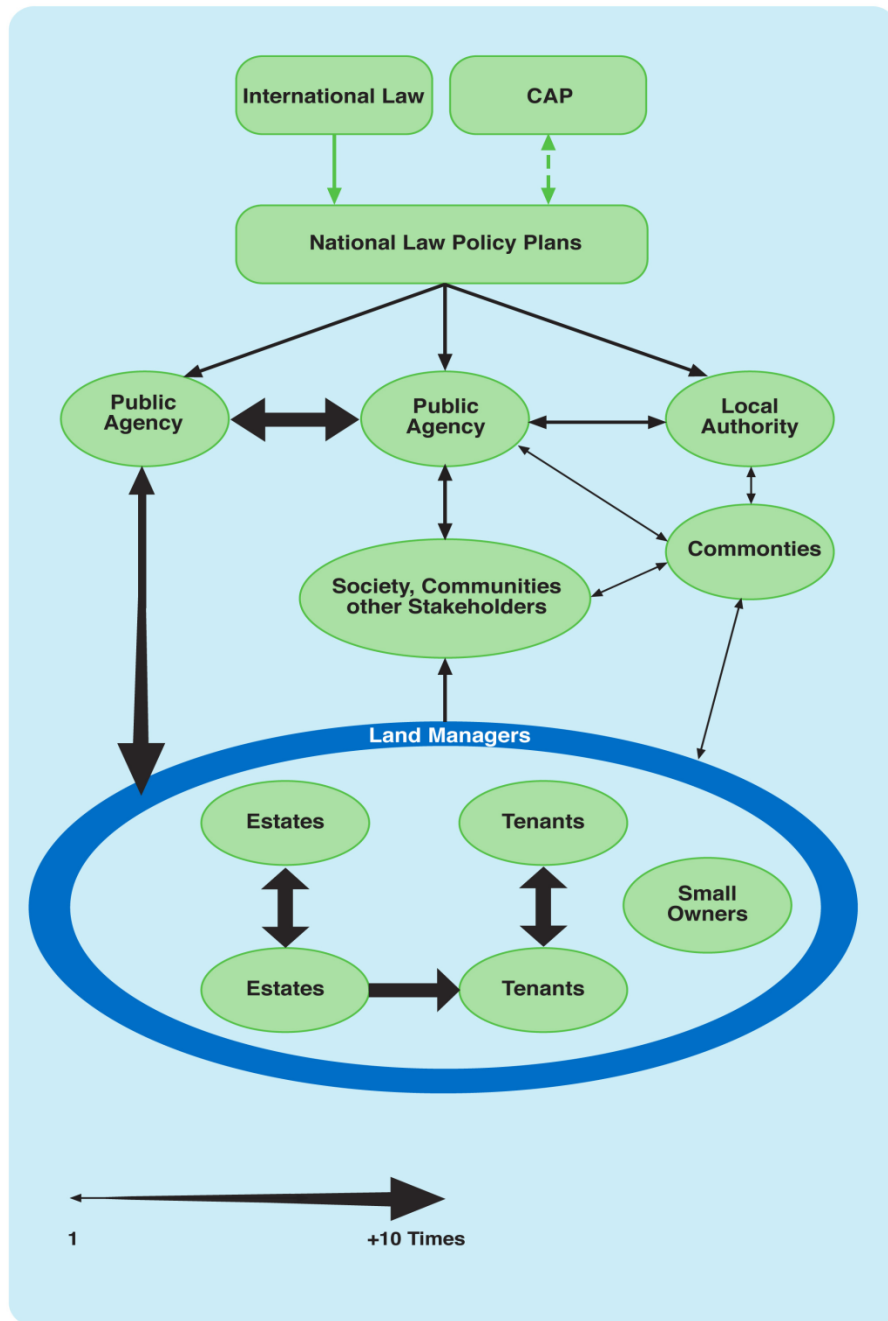 International Law
CAP
National Law Policy Plans
Public
Agency
Public
Agency
Local
Authority
Commonties
Society, Communities
other Stakeholders
Land Managers
Estates
Tenants
Small
Owners
Estates
Tenants
1
+10 Times